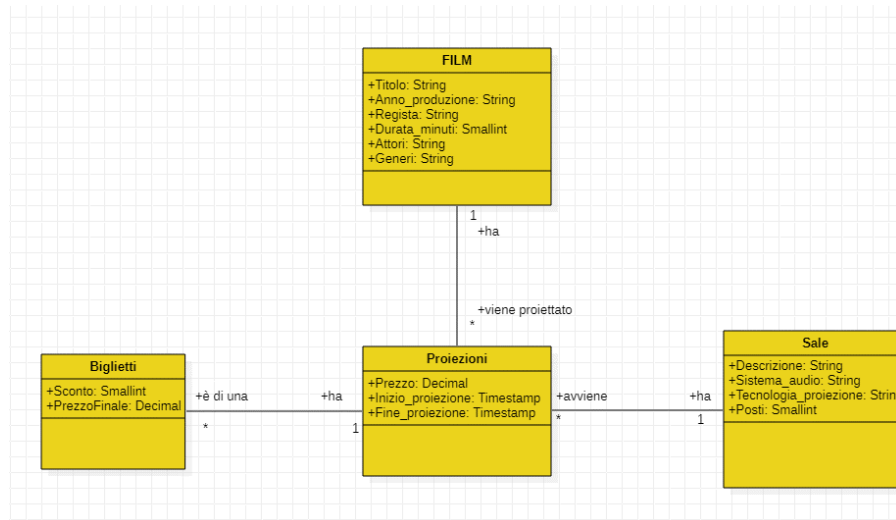 FILM
+Titolo: String
+Anno_produzione: String
+Regista: String
+Durata_minuti: Smallint
+Attori: String
+Generi: String
1
+ha
+viene proiettato
*
Biglietti
+Sconto: Smallint
+PrezzoFinale: Decimal
+è di una
*
+ha
1
Proiezioni
+Prezzo: Decimal
+Inizio_proiezione: Timestamp
+Fine_proiezione: Timestamp
+avviene
*
+ha
1
Sale
+Descrizione: String
+Sistema_audio: String
+Tecnologia_proiezione: Strin
+Posti: Smallint